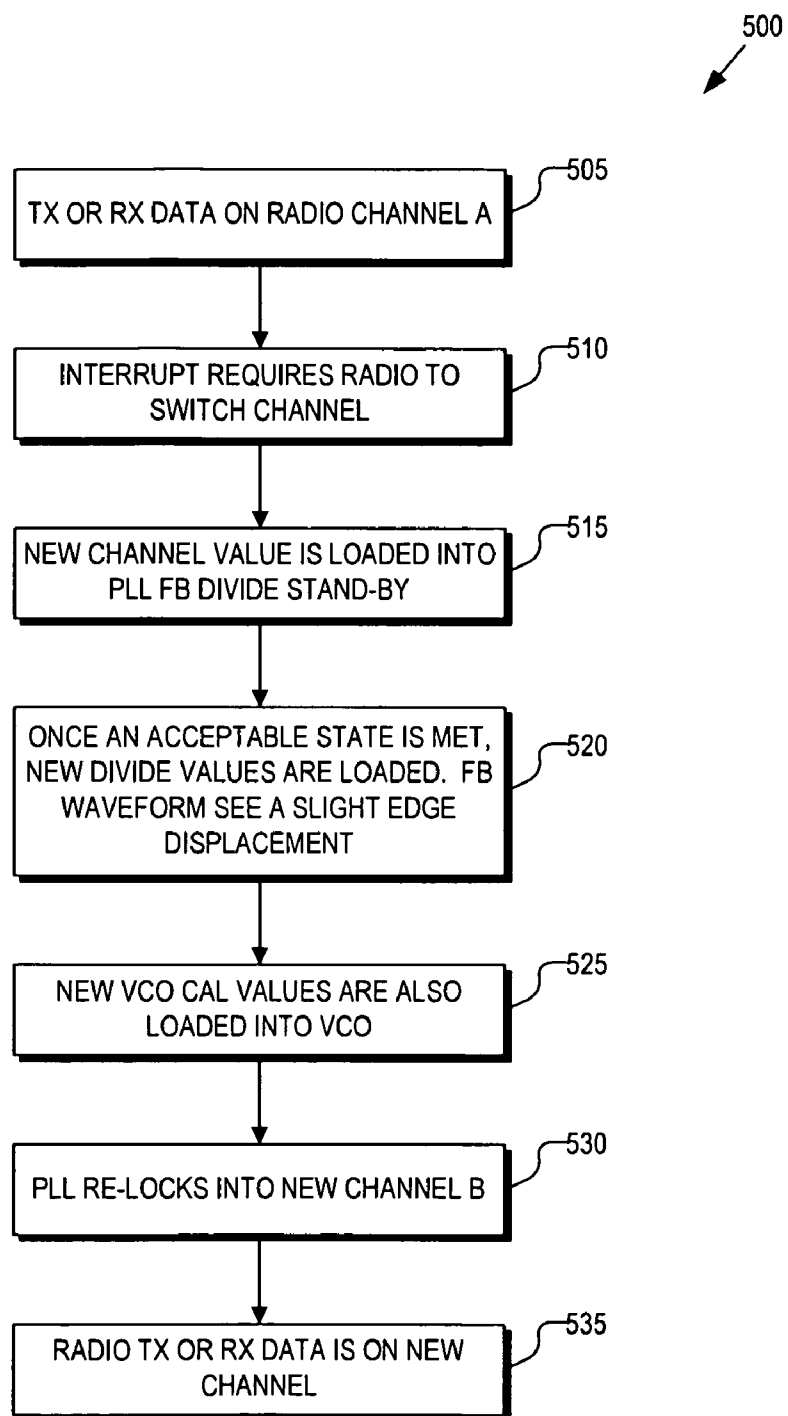 500
505
TX OR RX DATA ON RADIO CHANNEL A
510
INTERRUPT REQUIRES RADIO TO
SWITCH CHANNEL
515
NEW CHANNEL VALUE IS LOADED INTO
PLL FB DIVIDE STAND-BY
520
ONCE AN ACCEPTABLE STATE IS MET,
NEW DIVIDE VALUES ARE LOADED. FB
WAVEFORM SEE A SLIGHT EDGE
DISPLACEMENT
525
NEW VCO CAL VALUES ARE ALSO
LOADED INTO VCO
530
PLL RE-LOCKS INTO NEW CHANNEL B
535
RADIO TX OR RX DATA IS ON NEW
CHANNEL